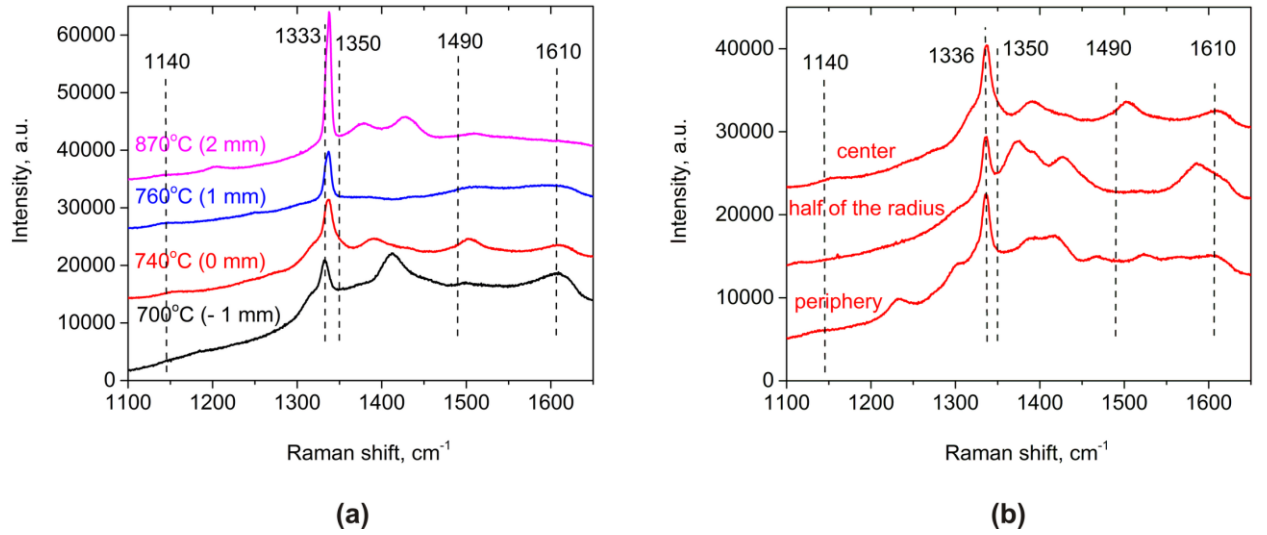 60000
50000
40000
30000
20000
10000
0
Intensity, a.u.
1140
1333
1350
1490
1610
870°C (2 mm)
760°C (1 mm)
740°C (0 mm)
700°C (- 1 mm)
1100 1200 1300 1400 1500 1600
Raman shift, cm-1
(a)
40000
30000
20000
10000
0
Intensity, a.u.
1140
1336
1350
1490
1610
center
half of the radius
periphery
1100 1200 1300 1400 1500 1600
Raman shift, cm-1
(b)